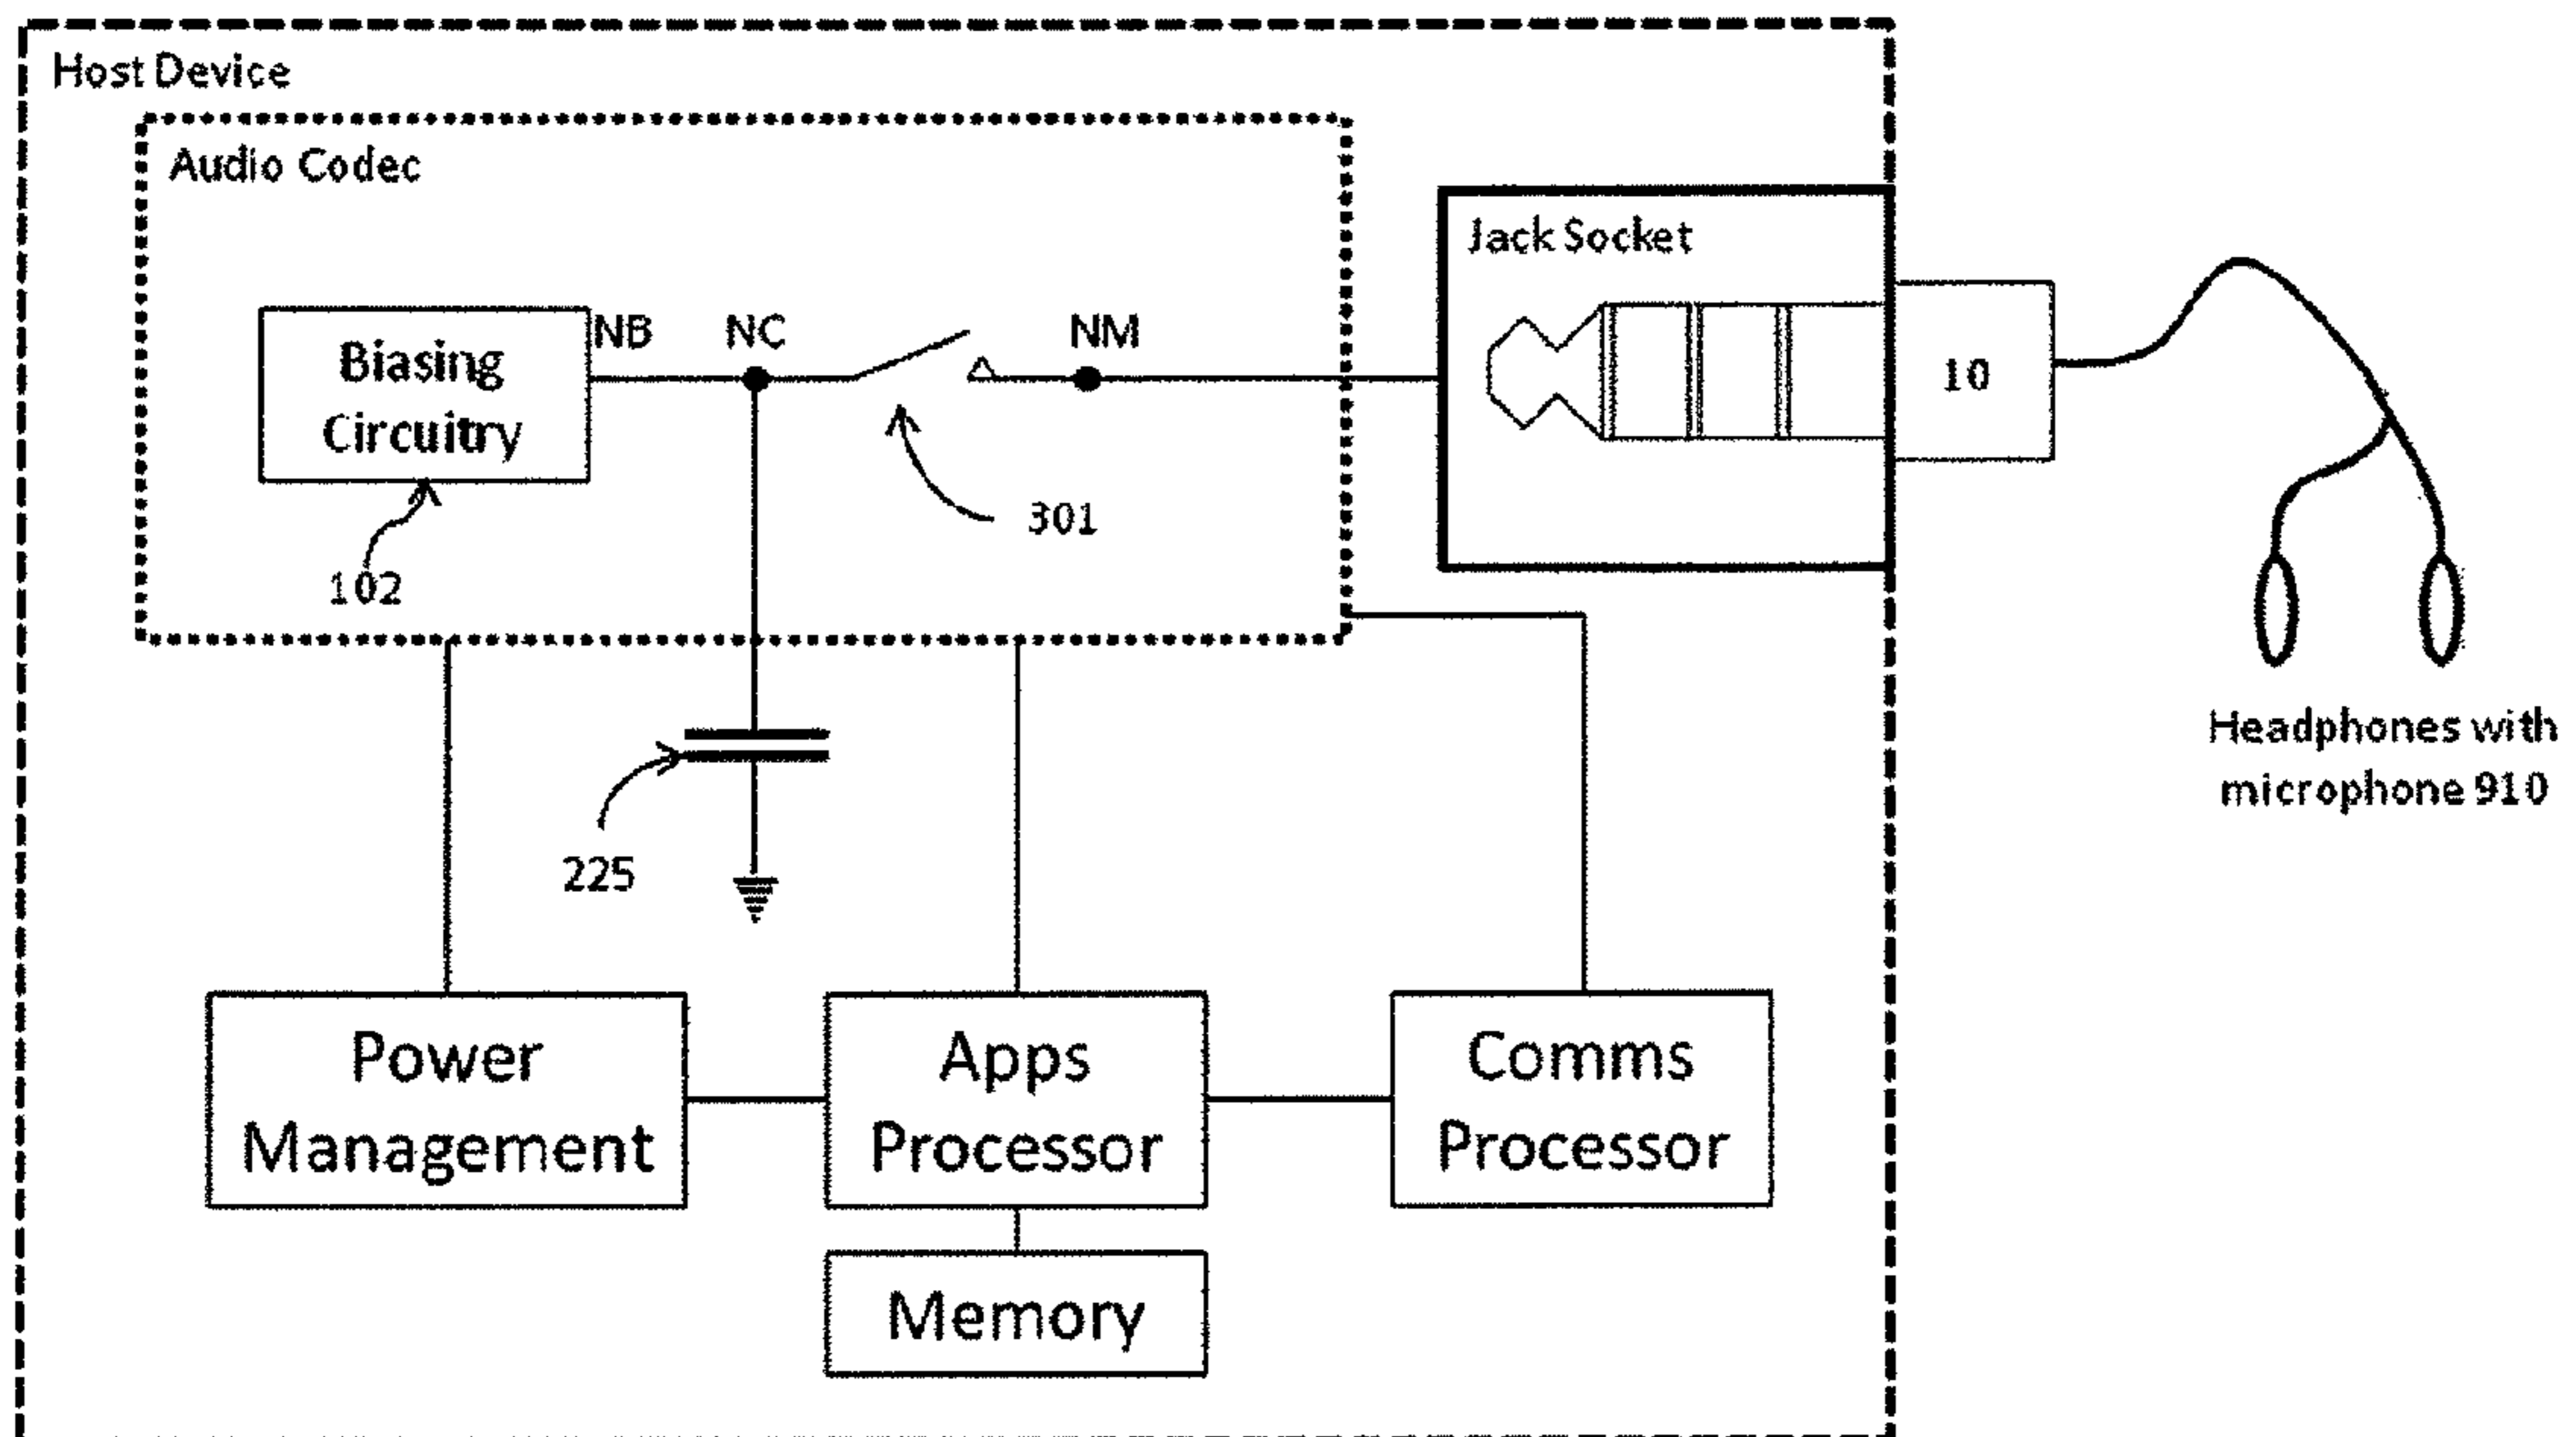 Host Device
Audio Codec
Jack Socket
NB
NC
NM
Biasing
Circuitry
10
301
102
Headphones with
microphone 910
225
Power
Management
Apps
Processor
Comms
Processor
Memory